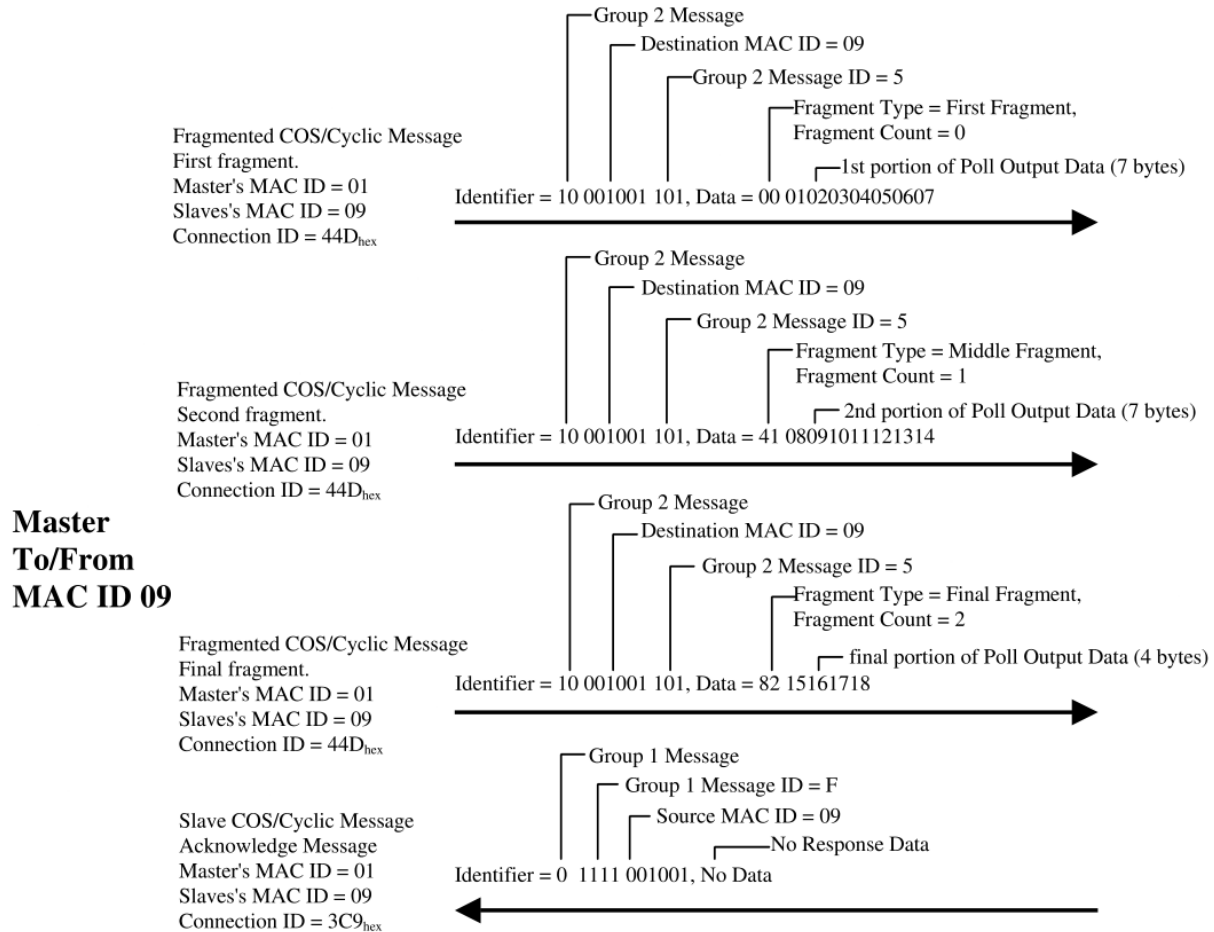 Group 2 Message
Destination MAC ID = 09
Group 2 Message ID = 5
Fragment Type = First Fragment,
Fragment Count = 0
1st portion of Poll Output Data (7 bytes)
Fragmented COS/Cyclic Message
First fragment.
Master's MAC ID = 01
Slaves's MAC ID = 09
Connection ID = 44Dhex
Identifier = 10 001001 101, Data = 00 01020304050607
Group 2 Message
Destination MAC ID = 09
Group 2 Message ID = 5
Fragment Type = Middle Fragment,
Fragment Count = 1
2nd portion of Poll Output Data (7 bytes)
Fragmented COS/Cyclic Message
Second fragment.
Master's MAC ID = 01
Slaves's MAC ID = 09
Connection ID = 44Dhex
Identifier = 10 001001 101, Data = 41 08091011121314
Master
To/From
MAC ID 09
Group 2 Message
Destination MAC ID = 09
Group 2 Message ID = 5
Fragment Type = Final Fragment,
Fragment Count = 2
final portion of Poll Output Data (4 bytes)
Fragmented COS/Cyclic Message
Final fragment.
Master's MAC ID = 01
Slaves's MAC ID = 09
Connection ID = 44Dhex
Identifier = 10 001001 101, Data = 82 15161718
Group 1 Message
Group 1 Message ID = F
Source MAC ID = 09
No Response Data
Slave COS/Cyclic Message
Acknowledge Message
Master's MAC ID = 01
Slaves's MAC ID = 09
Connection ID = 3C9hex
Identifier = 0 1111 001001, No Data